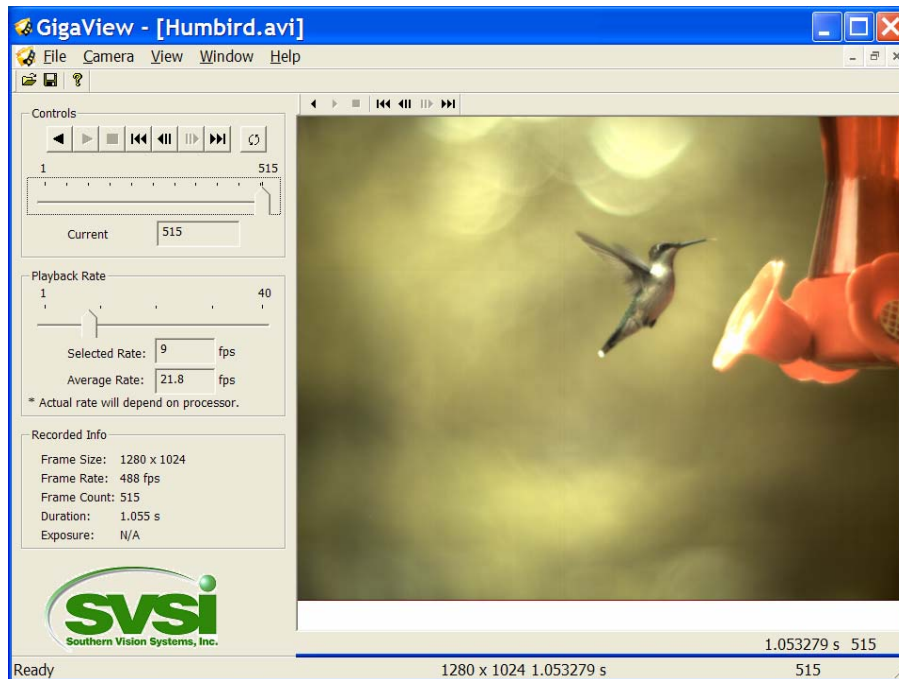 GigaView - [Humbird.avi]
File Camera View Window Help
Controls
1 515
Current 515
Playback Rate
1 40
Selected Rate: 9 fps
Average Rate: 21.8 fps
* Actual rate will depend on processor.
Recorded Info
Frame Size: 1280 x 1024
Frame Rate: 488 fps
Frame Count: 515
Duration: 1.055 s
Exposure: N/A
SVSi
Southern Vision Systems, Inc.
1.053279 s 515
Ready 1280 x 1024 1.053279 s 515